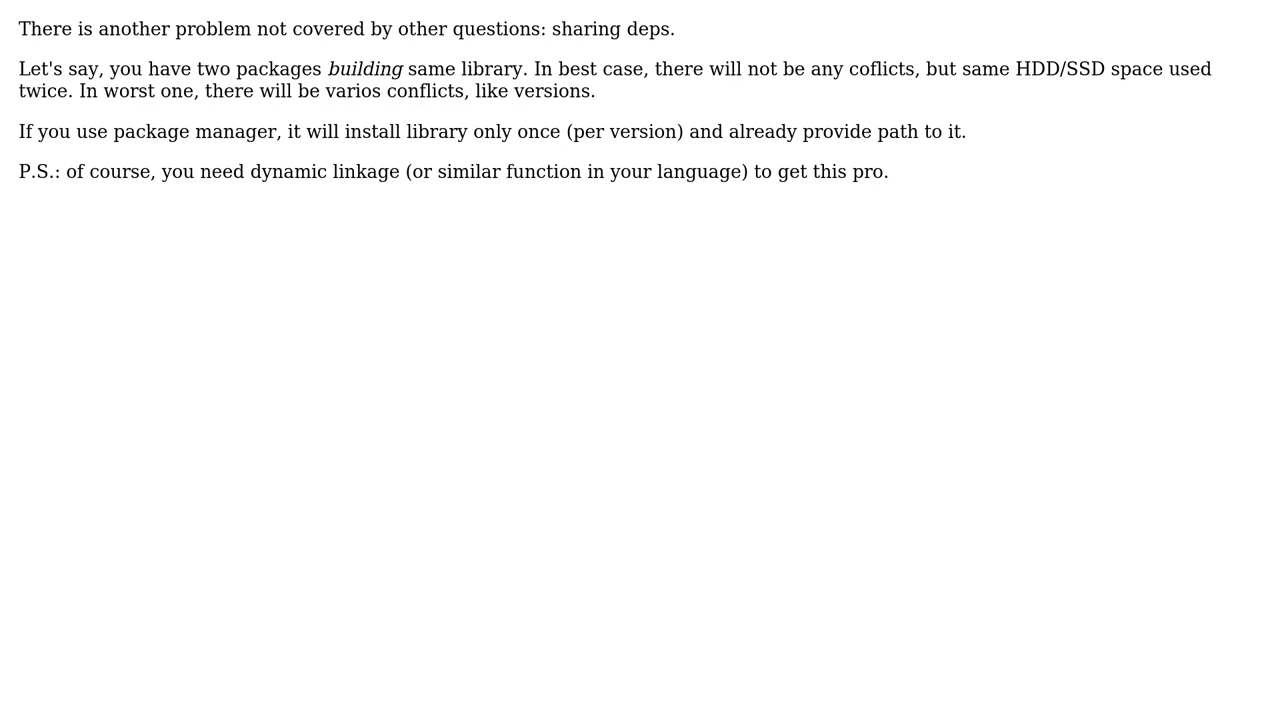 There is another problem not covered by other questions: sharing deps.
Let's say, you have two packages building same library. In best case, there will not be any coflicts, but same HDD/SSD space used
twice. In worst one, there will be varios conflicts, like versions.
If you use package manager, it will install library only once (per version) and already provide path to it.
P.S.: of course, you need dynamic linkage (or similar function in your language) to get this pro.